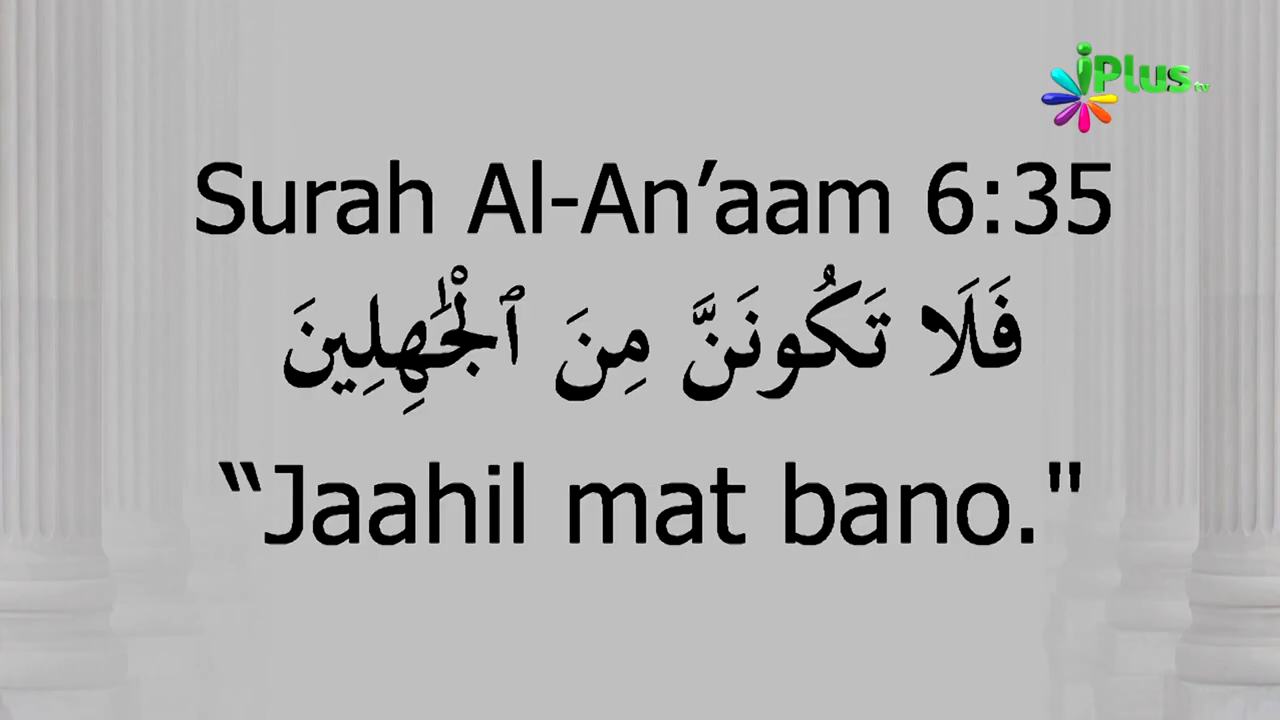 iPlus tv
Surah Al-An’aam 6:35
فَلَا تَكُونَنَّ مِنَ ٱلْجَٰهِلِينَ
“Jaahil mat bano."